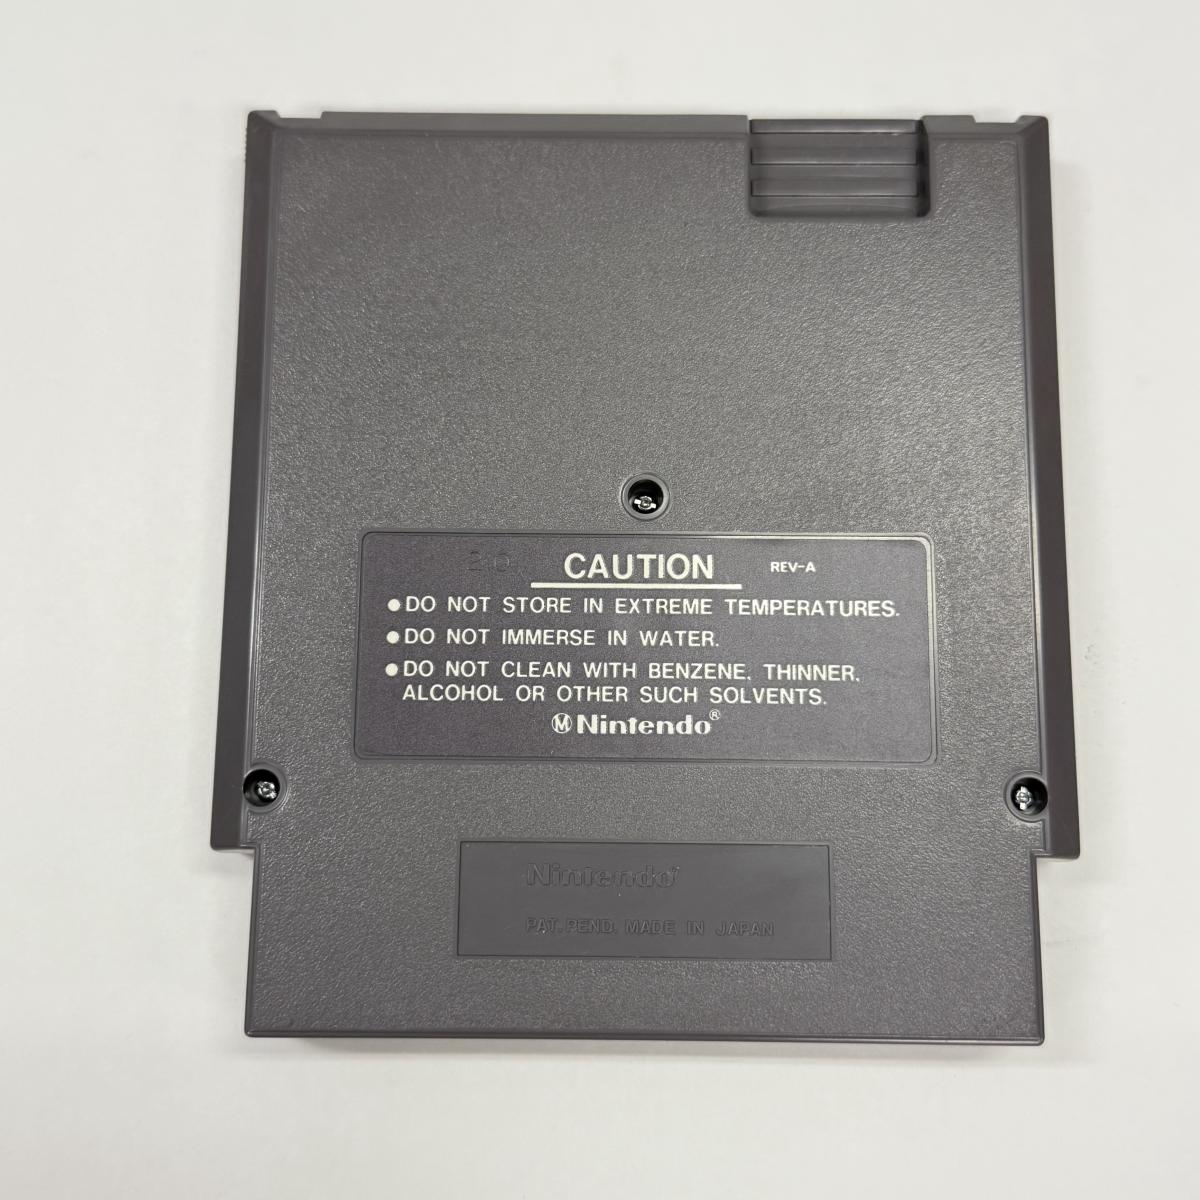 20 CAUTION REV-A
●DO NOT STORE IN EXTREME TEMPERATURES.
●DO NOT IMMERSE IN WATER.
●DO NOT CLEAN WITH BENZENE, THINNER,
ALCOHOL OR OTHER SUCH SOLVENTS.
Ⓜ Nintendo®
Nintendo
PAT. PEND. MADE IN JAPAN